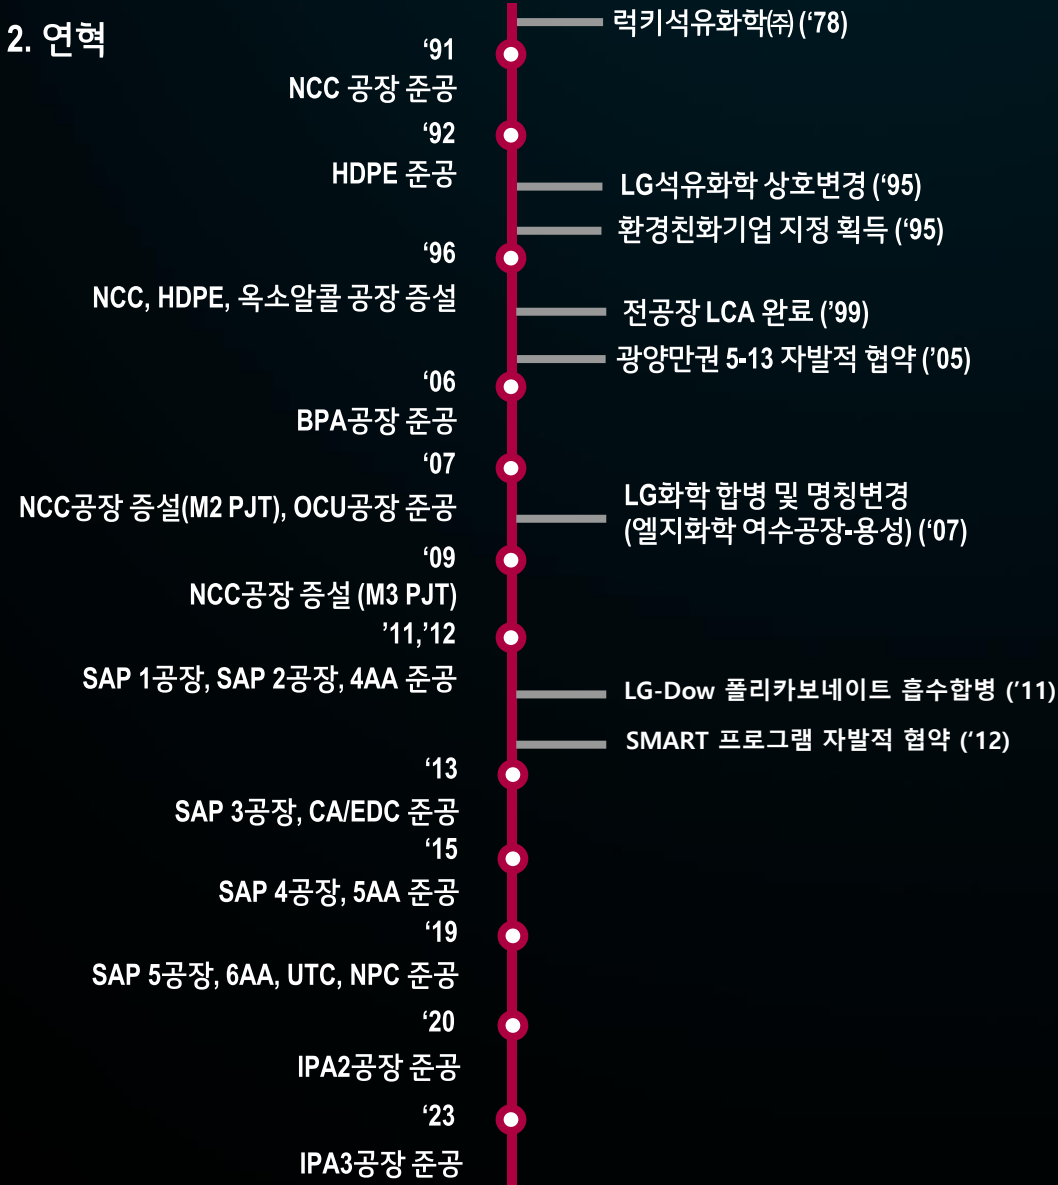 2. 연혁
럭키석유화학㈜ (‘78)
‘91
NCC 공장 준공
‘92
HDPE 준공
LG석유화학 상호변경 (‘95)
환경친화기업 지정 획득 (‘95)
‘96
NCC, HDPE, 옥소알콜 공장 증설
전공장 LCA 완료 (’99)
광양만권 5-13 자발적 협약 (’05)
‘06
BPA공장 준공
‘07
NCC공장 증설(M2 PJT), OCU공장 준공
LG화학 합병 및 명칭변경
(엘지화학 여수공장-용성) (‘07)
‘09
NCC공장 증설 (M3 PJT)
’11,’12
SAP 1공장, SAP 2공장, 4AA 준공
LG-Dow 폴리카보네이트 흡수합병 (’11)
SMART 프로그램 자발적 협약 (‘12)
‘13
SAP 3공장, CA/EDC 준공
‘15
SAP 4공장, 5AA 준공
‘19
SAP 5공장, 6AA, UTC, NPC 준공
‘20
IPA2공장 준공
‘23
IPA3공장 준공